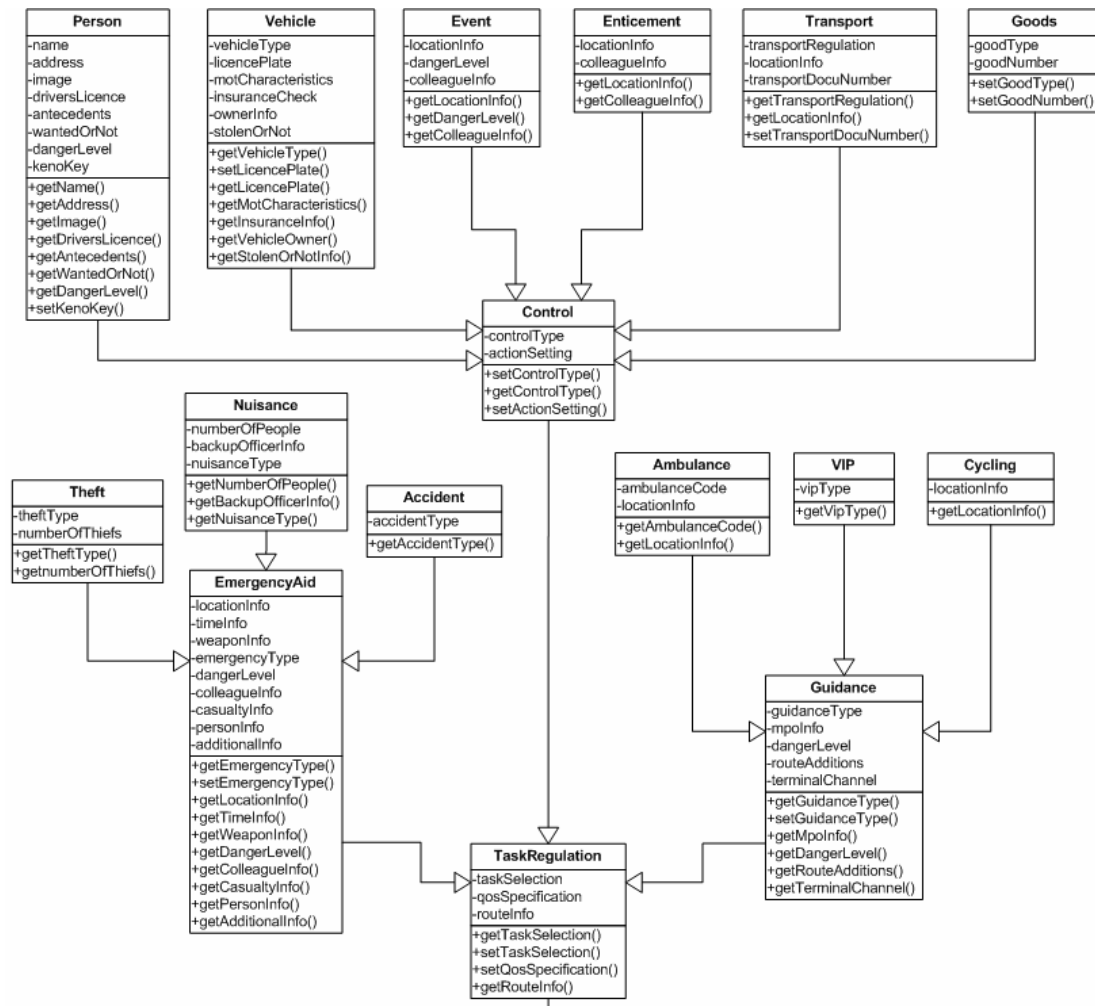 Person
-name
-address
-image
-driversLicence
-antecedents
-wantedOrNot
-dangerLevel
-kenoKey
+getName()
+getAddress()
+getImage()
+getDriversLicence()
+getAntecedents()
+getWantedOrNot()
+getDangerLevel()
+setKenoKey()
Vehicle
-vehicleType
-licencePlate
-motCharacteristics
-insuranceCheck
-ownerInfo
-stolenOrNot
+getVehicleType()
+setLicencePlate()
+getLicencePlate()
+getMotCharacteristics()
+getInsuranceInfo()
+getVehicleOwner()
+getStolenOrNotInfo()
Event
-locationInfo
-dangerLevel
-colleagueInfo
+getLocationInfo()
+getDangerLevel()
+getColleagueInfo()
Enticement
-locationInfo
-colleagueInfo
+getLocationInfo()
+getColleagueInfo()
Transport
-transportRegulation
-locationInfo
-transportDocuNumber
+getTransportRegulation()
+getLocationInfo()
+setTransportDocuNumber()
Goods
-goodType
-goodNumber
+setGoodType()
+setGoodNumber()
Control
-controlType
-actionSetting
+setControlType()
+getControlType()
+setActionSetting()
Nuisance
-numberOfPeople
-backupOfficerInfo
-nuisanceType
+getNumberOfPeople()
+getBackupOfficerInfo()
+getNuisanceType()
Theft
-theftType
-numberOfThiefs
+getTheftType()
+getnumberOfThiefs()
Accident
-accidentType
+getAccidentType()
Ambulance
-ambulanceCode
-locationInfo
+getAmbulanceCode()
+getLocationInfo()
VIP
-vipType
+getVipType()
Cycling
-locationInfo
+getLocationInfo()
EmergencyAid
-locationInfo
-timeInfo
-weaponInfo
-emergencyType
-dangerLevel
-colleagueInfo
-casualtyInfo
-personInfo
-additionalInfo
+getEmergencyType()
+setEmergencyType()
+getLocationInfo()
+getTimeInfo()
+getWeaponInfo()
+getDangerLevel()
+getColleagueInfo()
+getCasualtyInfo()
+getPersonInfo()
+getAdditionalInfo()
Guidance
-guidanceType
-mpoInfo
-dangerLevel
-routeAdditions
-terminalChannel
+getGuidanceType()
+setGuidanceType()
+getMpoInfo()
+getDangerLevel()
+getRouteAdditions()
+getTerminalChannel()
TaskRegulation
-taskSelection
-qosSpecification
-routeInfo
+getTaskSelection()
+setTaskSelection()
+setQosSpecification()
+getRouteInfo()